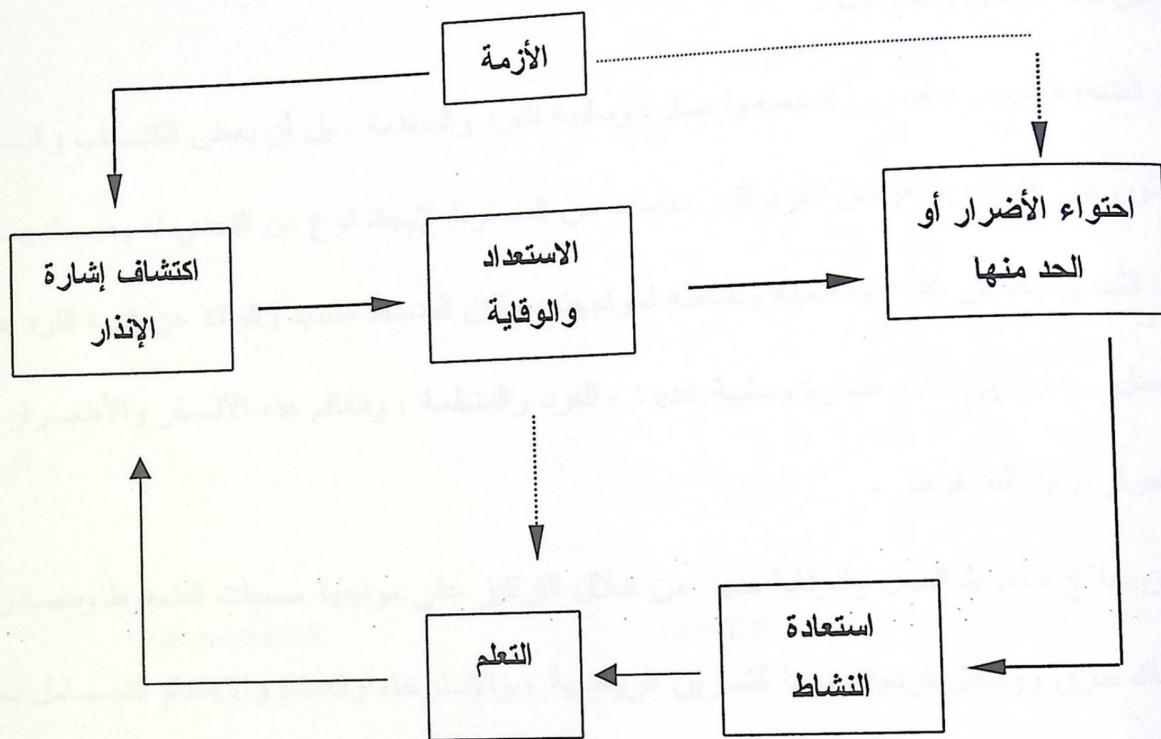 الأزمة
اكتشاف إشارة
الإنذار
الاستعداد
والوقاية
احتواء الأضرار أو
الحد منها
استعادة
النشاط
التعلم